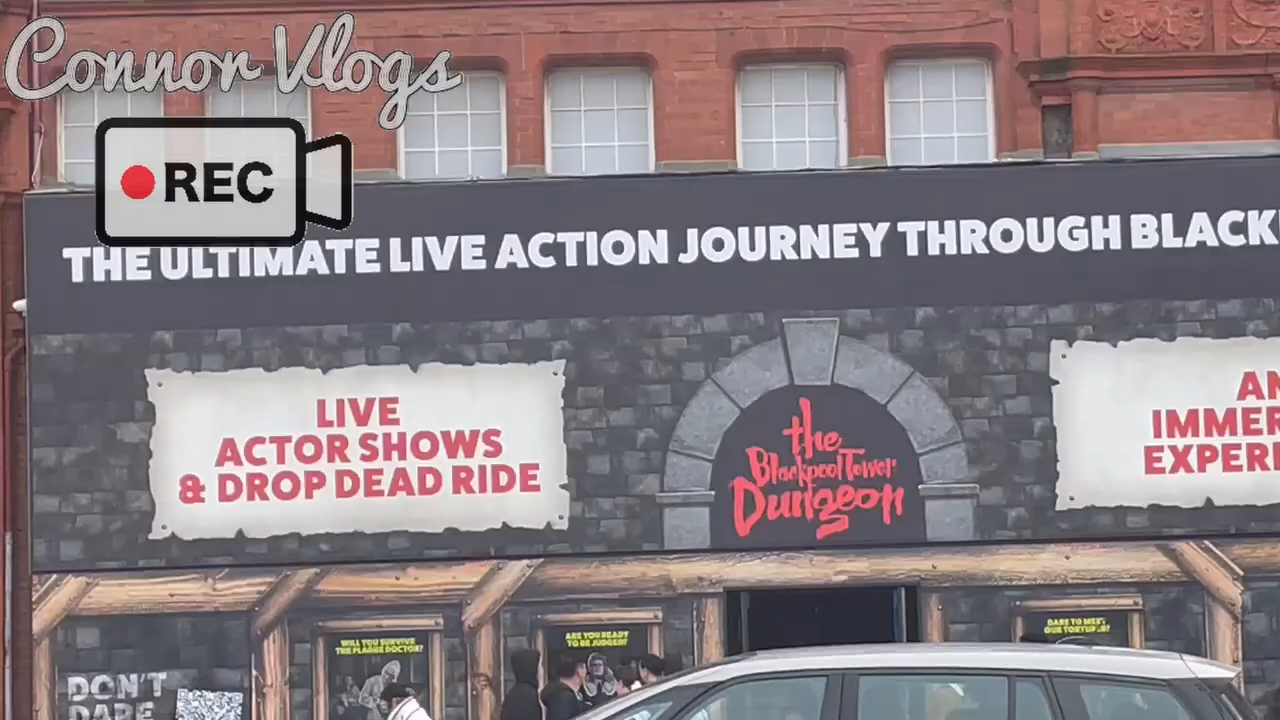 Connor Vlogs
REC
THE ULTIMATE LIVE ACTION JOURNEY THROUGH BLACK
LIVE
ACTOR SHOWS
& DROP DEAD RIDE
the
Blackpool Tower
Dungeon
AN
IMMER
EXPERI
WILL YOU SURVIVE
THE PLAGUE DOCTOR?
ARE YOU READY
TO BE JUDGED?
DARE TO MEET
OUR TORTURER?
DON'T
DARE